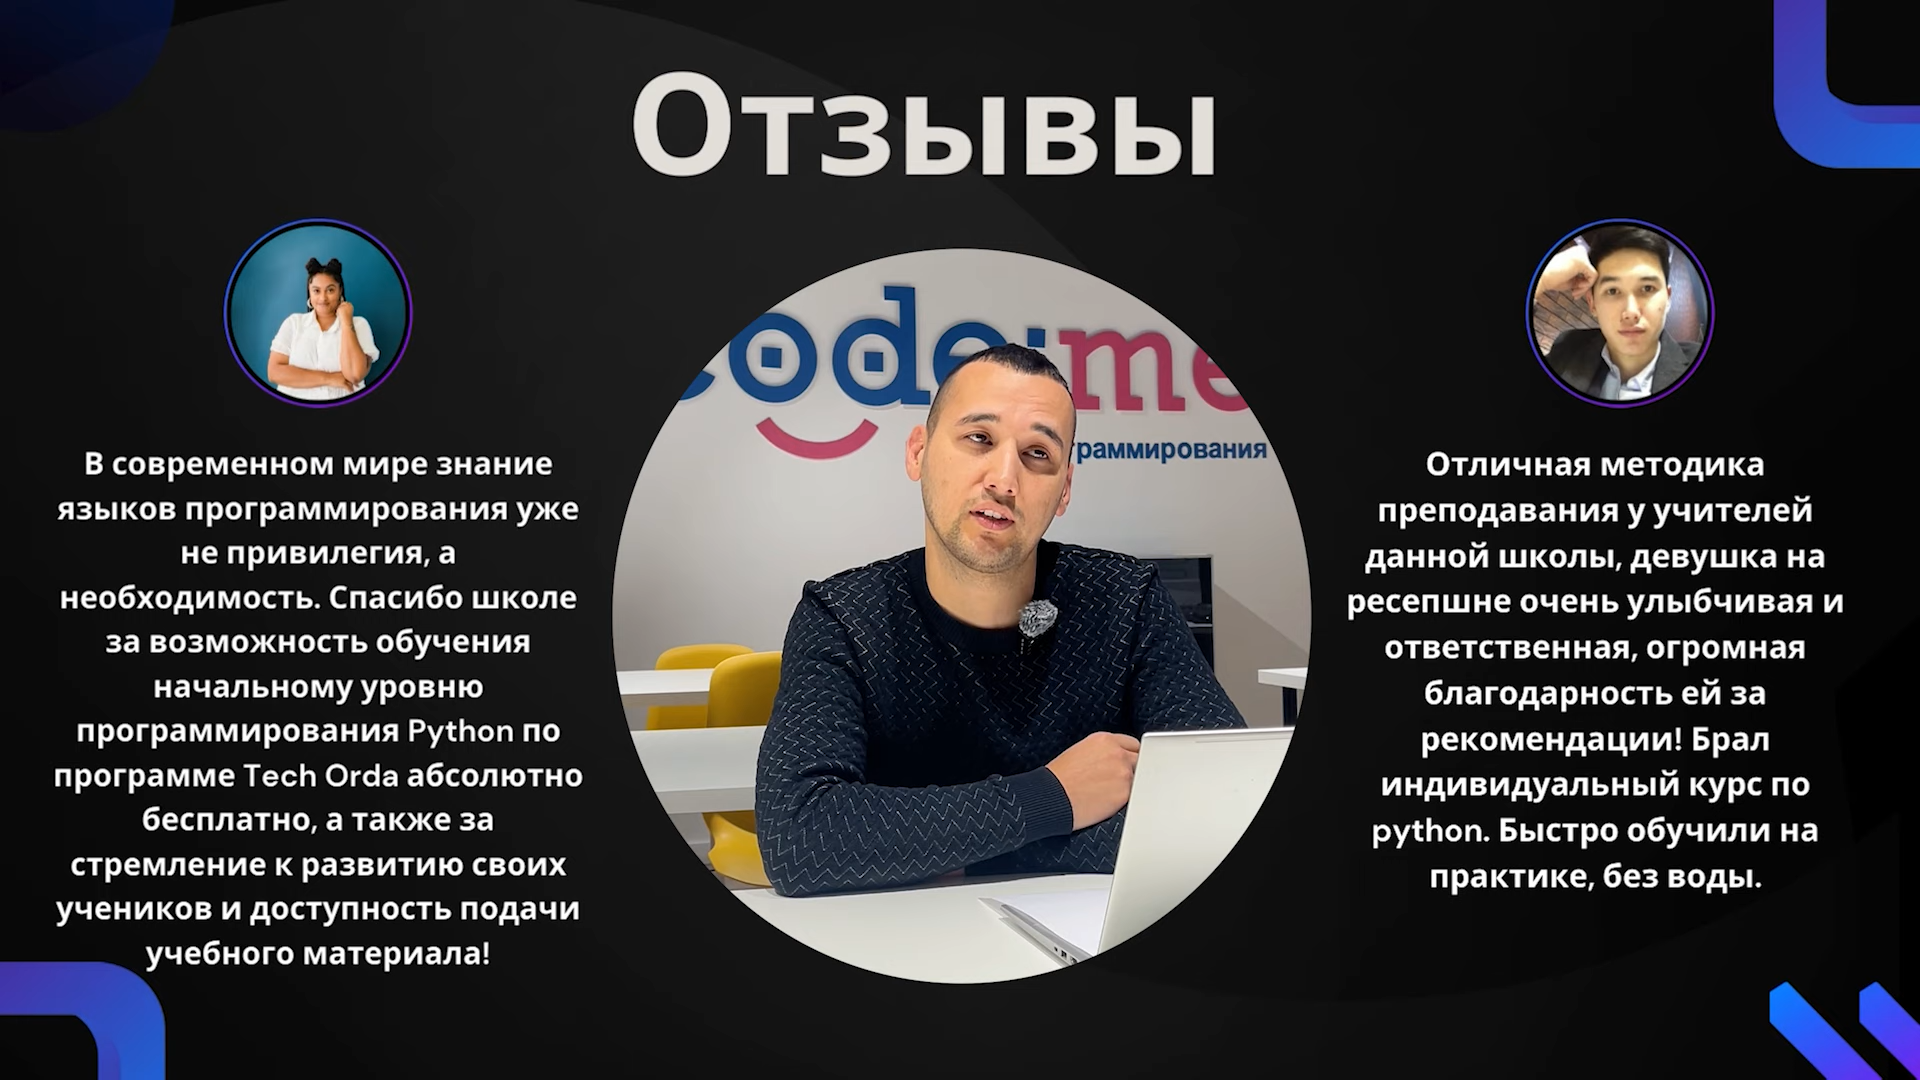 Отзывы
code:me
граммирования
В современном мире знание
языков программирования уже
не привилегия, а
необходимость. Спасибо школе
за возможность обучения
начальному уровню
программирования Python по
программе Tech Orda абсолютно
бесплатно, а также за
стремление к развитию своих
учеников и доступность подачи
учебного материала!
Отличная методика
преподавания у учителей
данной школы, девушка на
ресепшне очень улыбчивая и
ответственная, огромная
благодарность ей за
рекомендации! Брал
индивидуальный курс по
python. Быстро обучили на
практике, без воды.